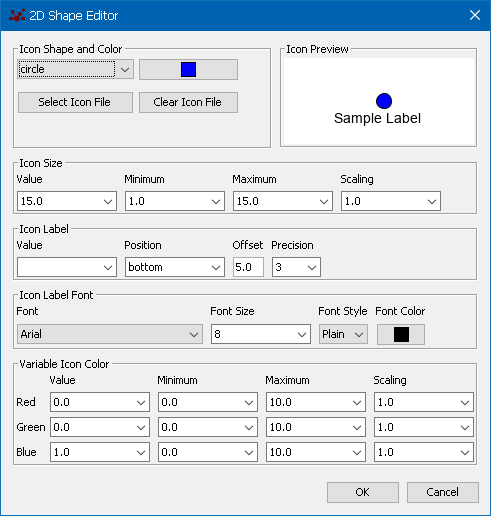 2D Shape Editor
Icon Shape and Color
Icon Preview
circle
Select Icon File
Clear Icon File
Sample Label
Icon Size
Value Minimum Maximum Scaling
15.0 1.0 15.0 1.0
Icon Label
Value Position Offset Precision
bottom 5.0 3
Icon Label Font
Font Font Size Font Style Font Color
Arial 8 Plain
Variable Icon Color
Value Minimum Maximum Scaling
Red 0.0 0.0 10.0 1.0
Green 0.0 0.0 10.0 1.0
Blue 1.0 0.0 10.0 1.0
OK Cancel